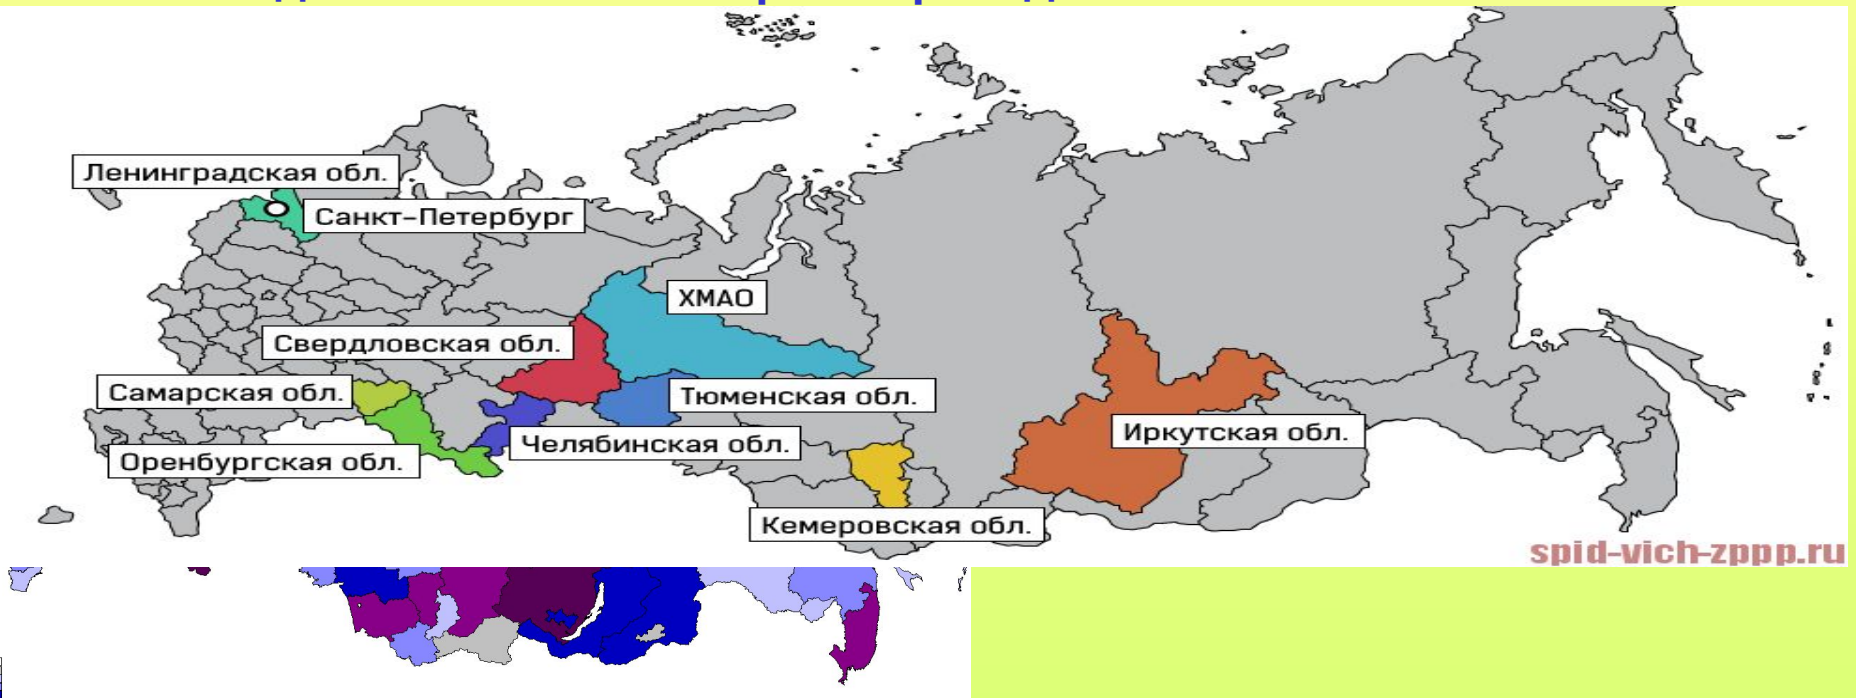 Ленинградская обл.
Санкт-Петербург
ХМАО
Свердловская обл.
Самарская обл.
Тюменская обл.
Иркутская обл.
Челябинская обл.
Оренбургская обл.
Кемеровская обл.
spid-vich-zppp.ru